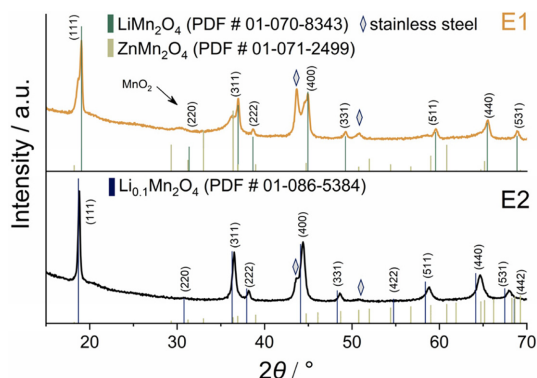 LiMn2O4 (PDF # 01-070-8343) stainless steel E1
ZnMn2O4 (PDF # 01-071-2499)
(111)
MnO2
(220)
(311)
(222)
(400)
(331)
(511)
(440)
(531)
Li0.1Mn2O4 (PDF # 01-086-5384) E2
(111)
(220)
(311)
(222)
(400)
(331)
(422)
(511)
(440)
(531)
(442)
Intensity / a.u.
20 30 40 50 60 70
2θ / °